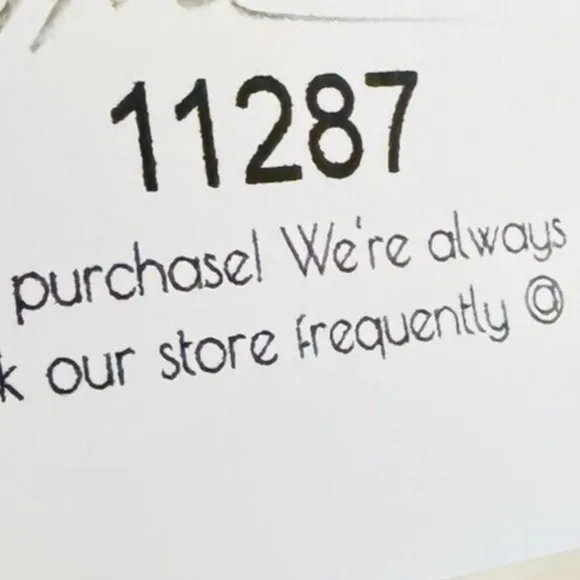 11287
purchase! We're always
k our store frequently @